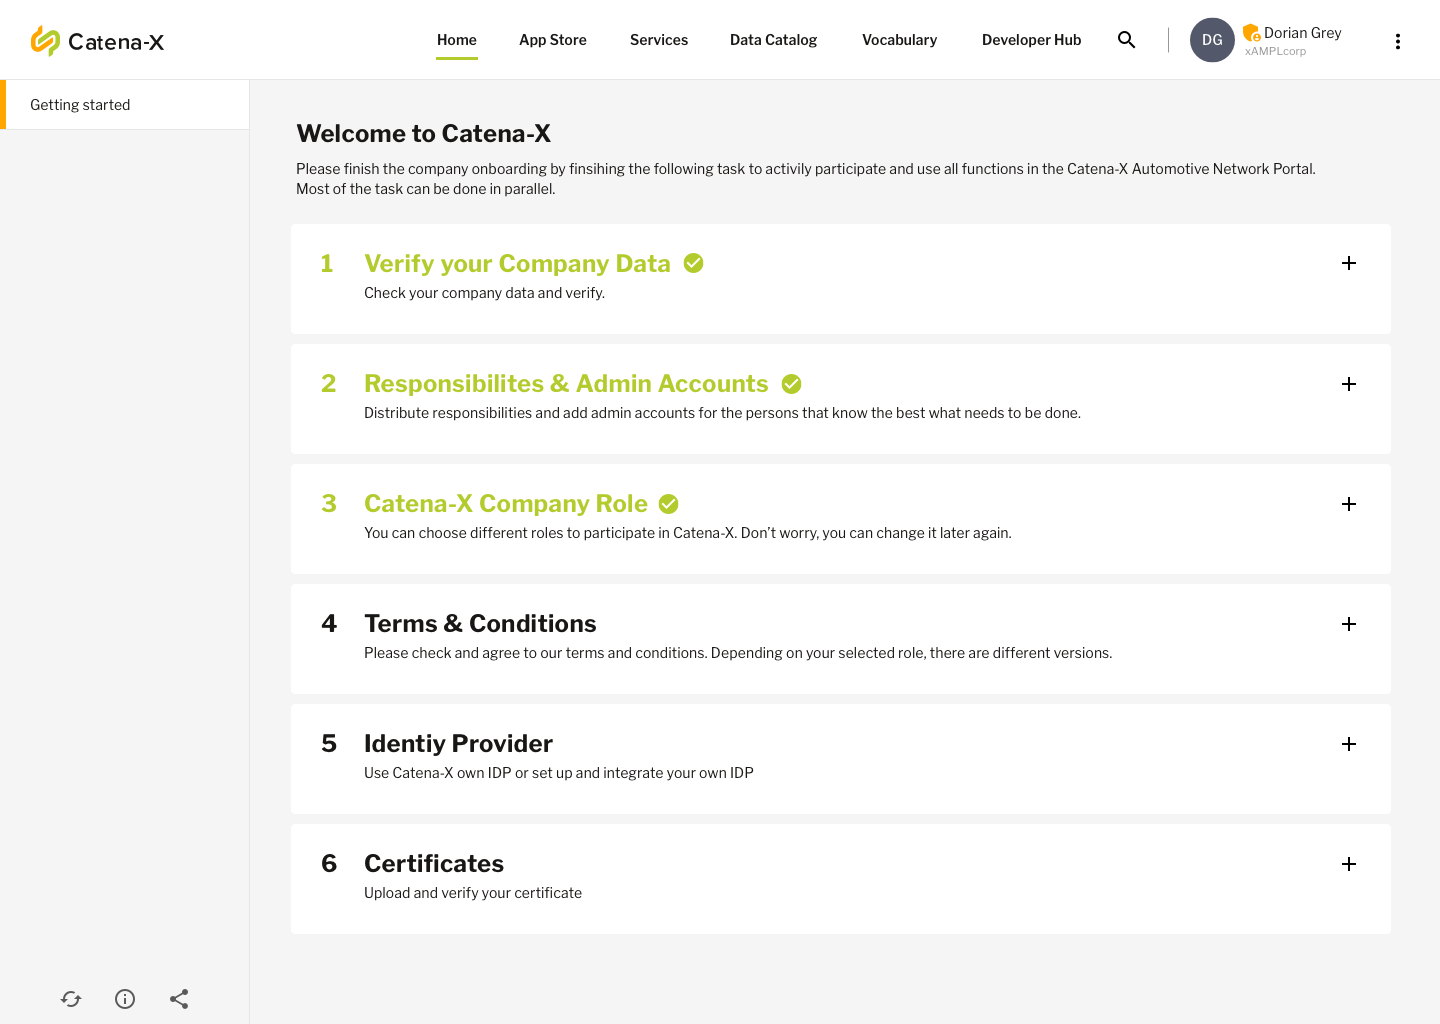 Catena-X
Home
App Store
Services
Data Catalog
Vocabulary
Developer Hub
DG
Dorian Grey
xAMPLcorp
Getting started
Welcome to Catena-X
Please finish the company onboarding by finsihing the following task to activily participate and use all functions in the Catena-X Automotive Network Portal.
Most of the task can be done in parallel.
1 Verify your Company Data
Check your company data and verify.
2 Responsibilites & Admin Accounts
Distribute responsibilities and add admin accounts for the persons that know the best what needs to be done.
3 Catena-X Company Role
You can choose different roles to participate in Catena-X. Don't worry, you can change it later again.
4 Terms & Conditions
Please check and agree to our terms and conditions. Depending on your selected role, there are different versions.
5 Identiy Provider
Use Catena-X own IDP or set up and integrate your own IDP
6 Certificates
Upload and verify your certificate